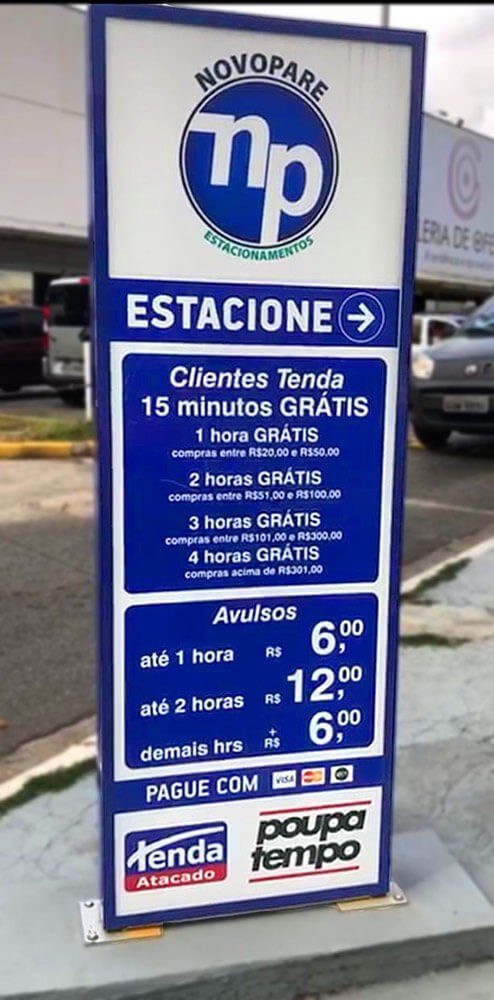 NOVOPARE
np
ESTACIONAMENTOS
ESTACIONE
Clientes Tenda
15 minutos GRÁTIS
1 hora GRÁTIS
compras entre R$20,00 e R$50,00
2 horas GRÁTIS
compras entre R$51,00 e R$100,00
3 horas GRÁTIS
compras entre R$101,00 e R$300,00
4 horas GRÁTIS
compras acima de R$301,00
Avulsos
até 1 hora R$ 6,00
até 2 horas R$ 12,00
demais hrs + R$ 6,00
PAGUE COM VISA
Tenda
Atacado
poupa
tempo
LERIA DE OFE